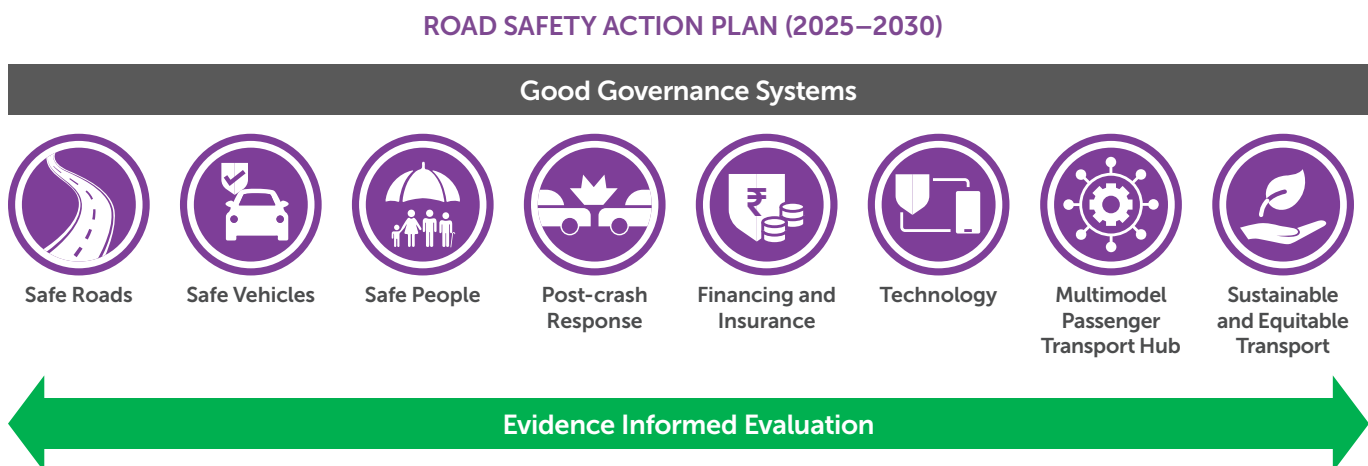 ROAD SAFETY ACTION PLAN (2025–2030)
Good Governance Systems
₹
Safe Roads
Safe Vehicles
Safe People
Post-crash
Response
Financing and
Insurance
Technology
Multimodel
Passenger
Transport Hub
Sustainable
and Equitable
Transport
Evidence Informed Evaluation